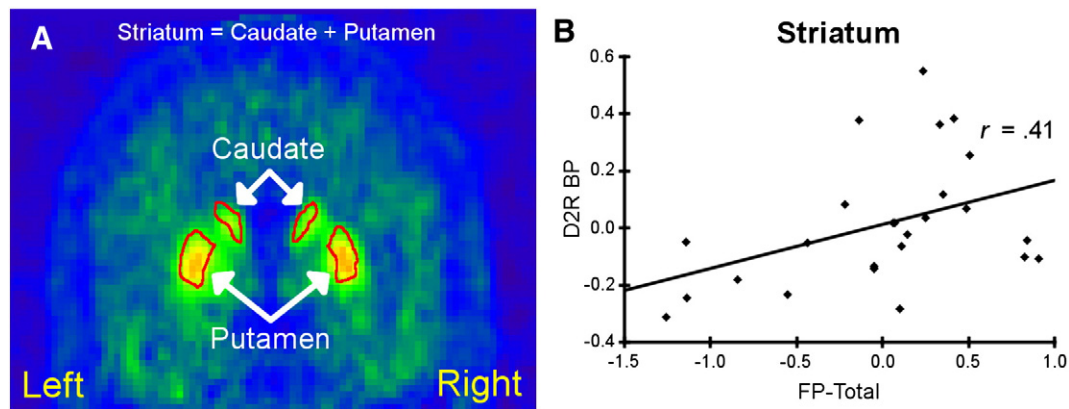 A
Striatum = Caudate + Putamen
Caudate
Putamen
Left
Right
B
Striatum
0.6
0.4
0.2
0.0
-0.2
-0.4
D2R BP
r = .41
-1.5
-1.0
-0.5
0.0
0.5
1.0
FP-Total